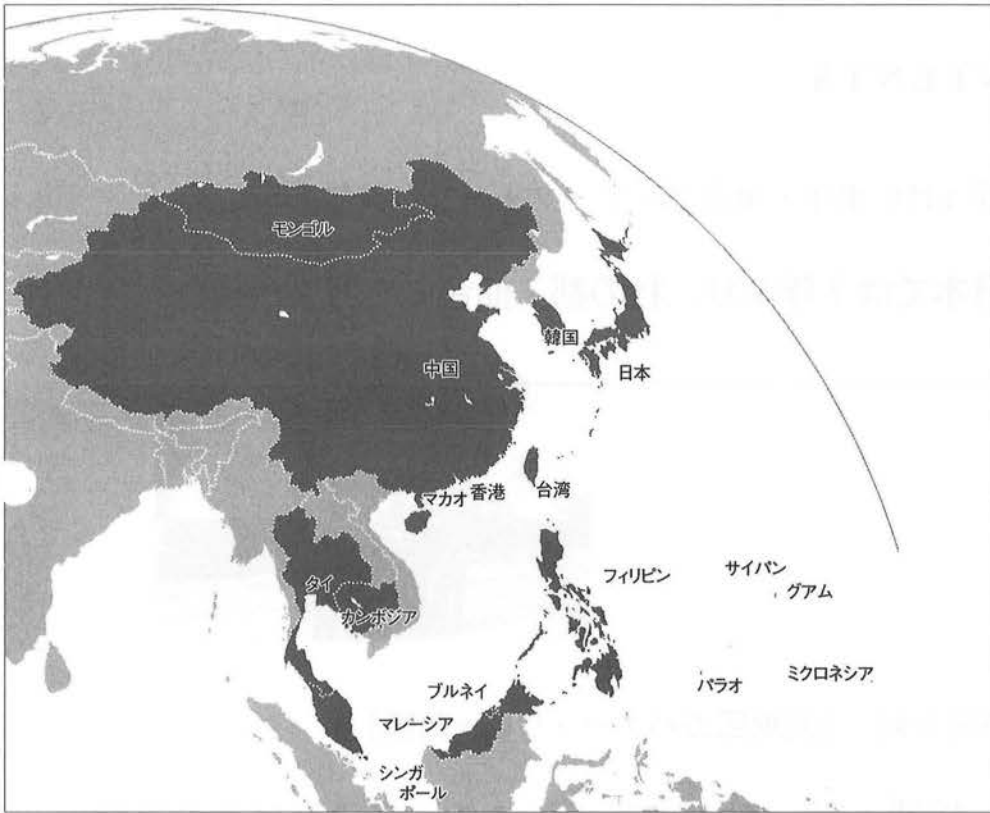 モンゴル
韓国
中国
日本
マカオ
香港
台湾
タイ
カンボジア
フィリピン
サイパン
グアム
ブルネイ
パラオ
ミクロネシア
マレーシア
シンガ
ポール